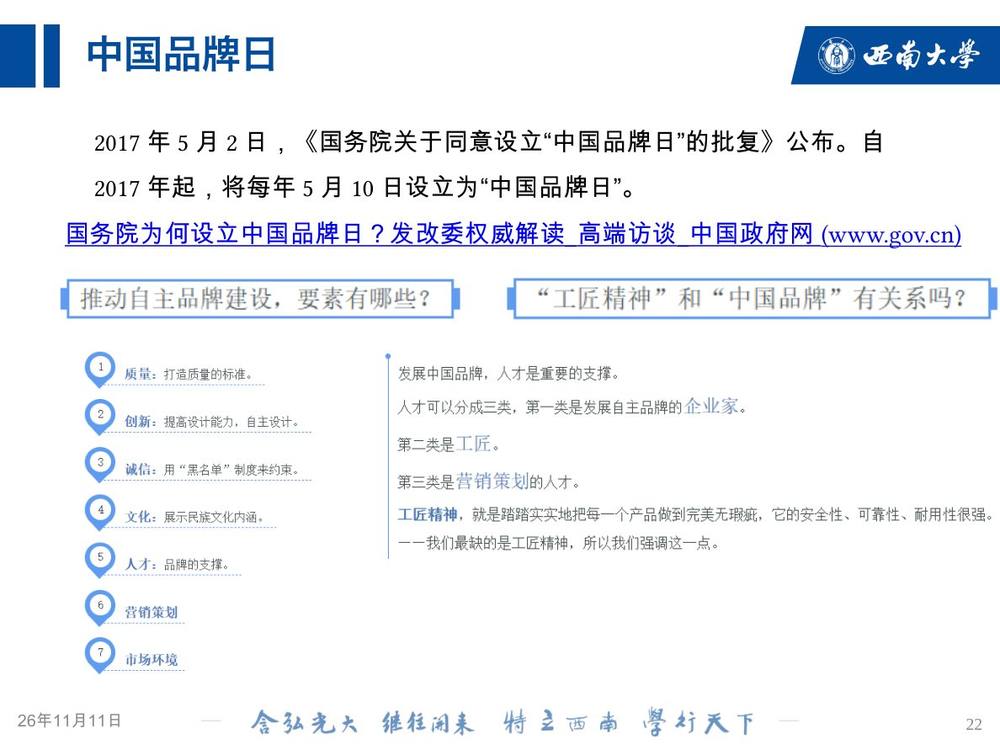 中国品牌日
西南大学
2017 年 5 月 2 日，《国务院关于同意设立“中国品牌日”的批复》公布。自
2017 年起，将每年 5 月 10 日设立为“中国品牌日”。
国务院为何设立中国品牌日？发改委权威解读_高端访谈_中国政府网 (www.gov.cn)
推动自主品牌建设，要素有哪些？
“工匠精神”和“中国品牌”有关系吗？
1 质量：打造质量的标准。
2 创新：提高设计能力，自主设计。
3 诚信：用“黑名单”制度来约束。
4 文化：展示民族文化内涵。
5 人才：品牌的支撑。
6 营销策划
7 市场环境
发展中国品牌，人才是重要的支撑。
人才可以分成三类，第一类是发展自主品牌的企业家。
第二类是工匠。
第三类是营销策划的人才。
工匠精神，就是踏踏实实地把每一个产品做到完美无瑕疵，它的安全性、可靠性、耐用性很强。
——我们最缺的是工匠精神，所以我们强调这一点。
26年11月11日
含弘光大 继往开来 特立西南 学行天下
22